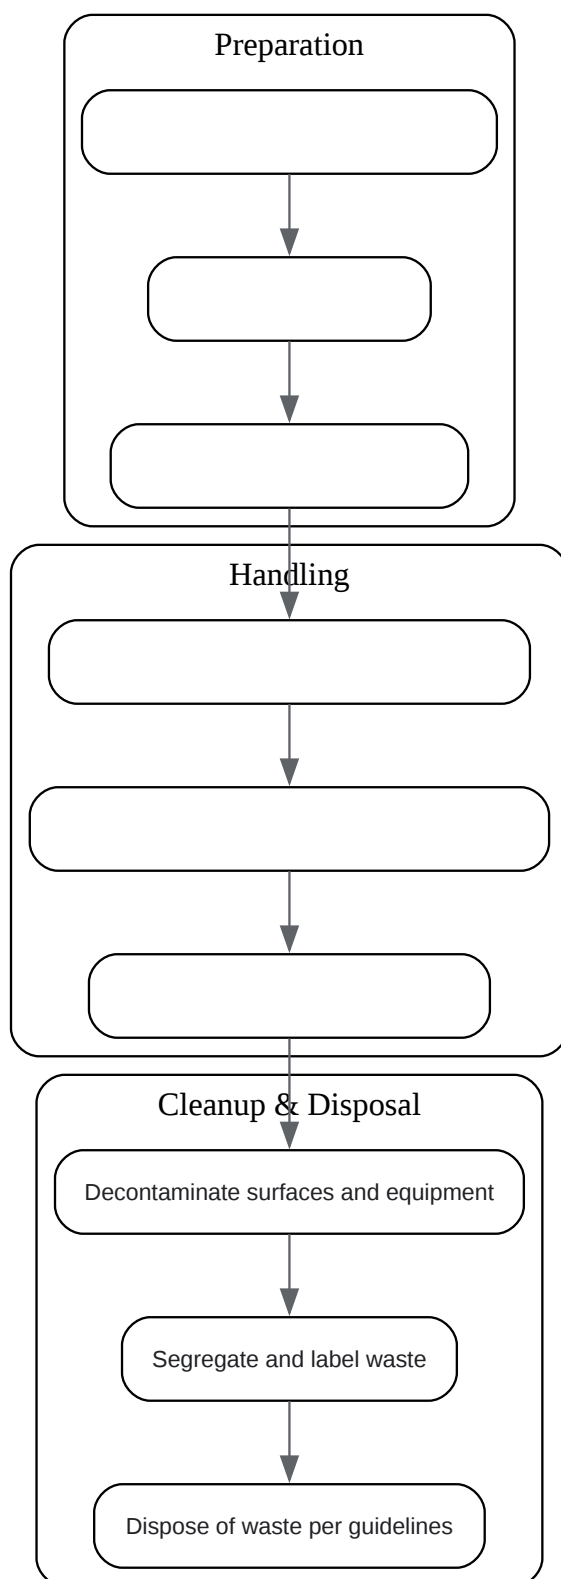 Preparation
Handling
Cleanup & Disposal
Decontaminate surfaces and equipment
Segregate and label waste
Dispose of waste per guidelines